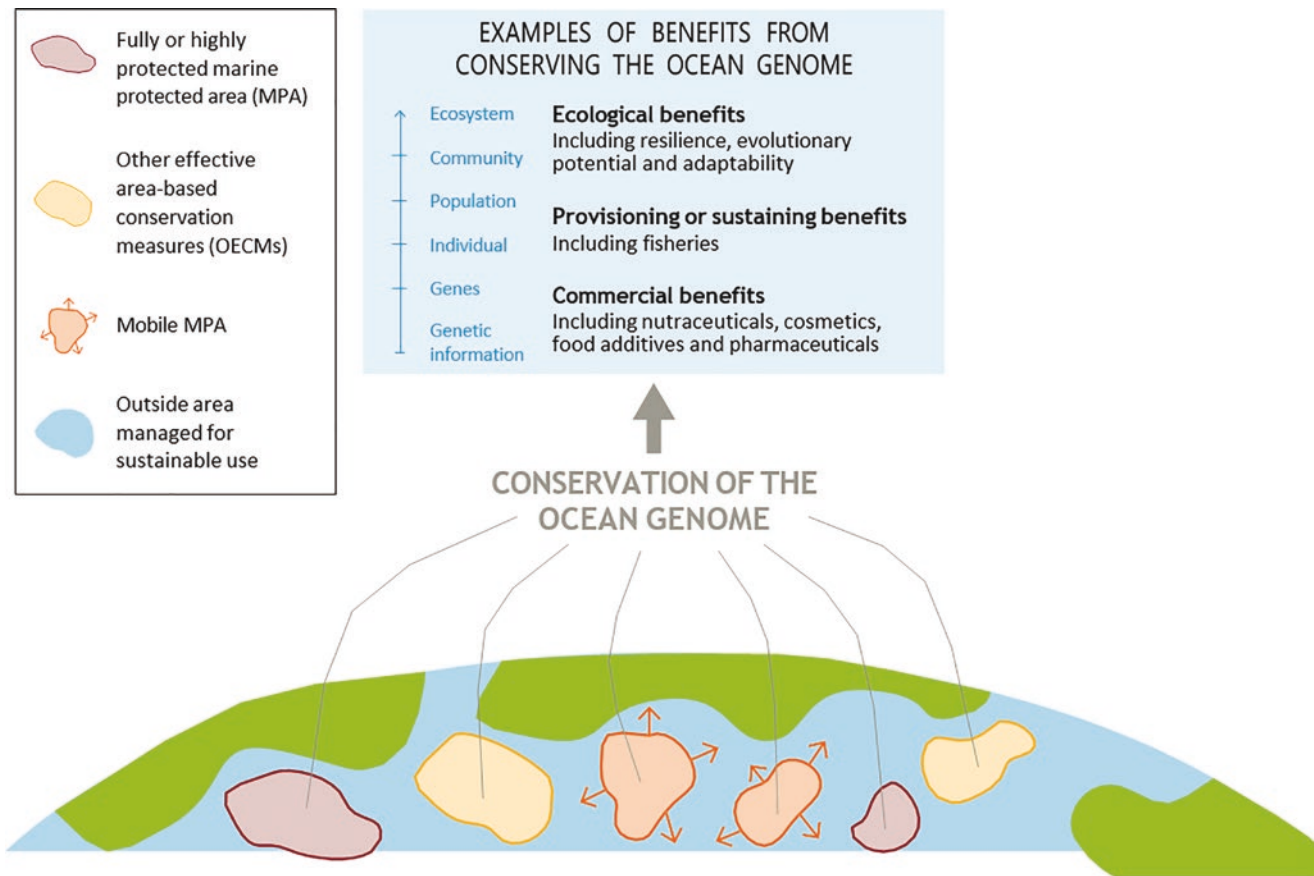 Fully or highly
protected marine
protected area (MPA)
Other effective
area-based
conservation
measures (OECMs)
Mobile MPA
Outside area
managed for
sustainable use
EXAMPLES OF BENEFITS FROM
CONSERVING THE OCEAN GENOME
Ecosystem
Community
Population
Individual
Genes
Genetic
information
Ecological benefits
Including resilience, evolutionary
potential and adaptability
Provisioning or sustaining benefits
Including fisheries
Commercial benefits
Including nutraceuticals, cosmetics,
food additives and pharmaceuticals
CONSERVATION OF THE
OCEAN GENOME